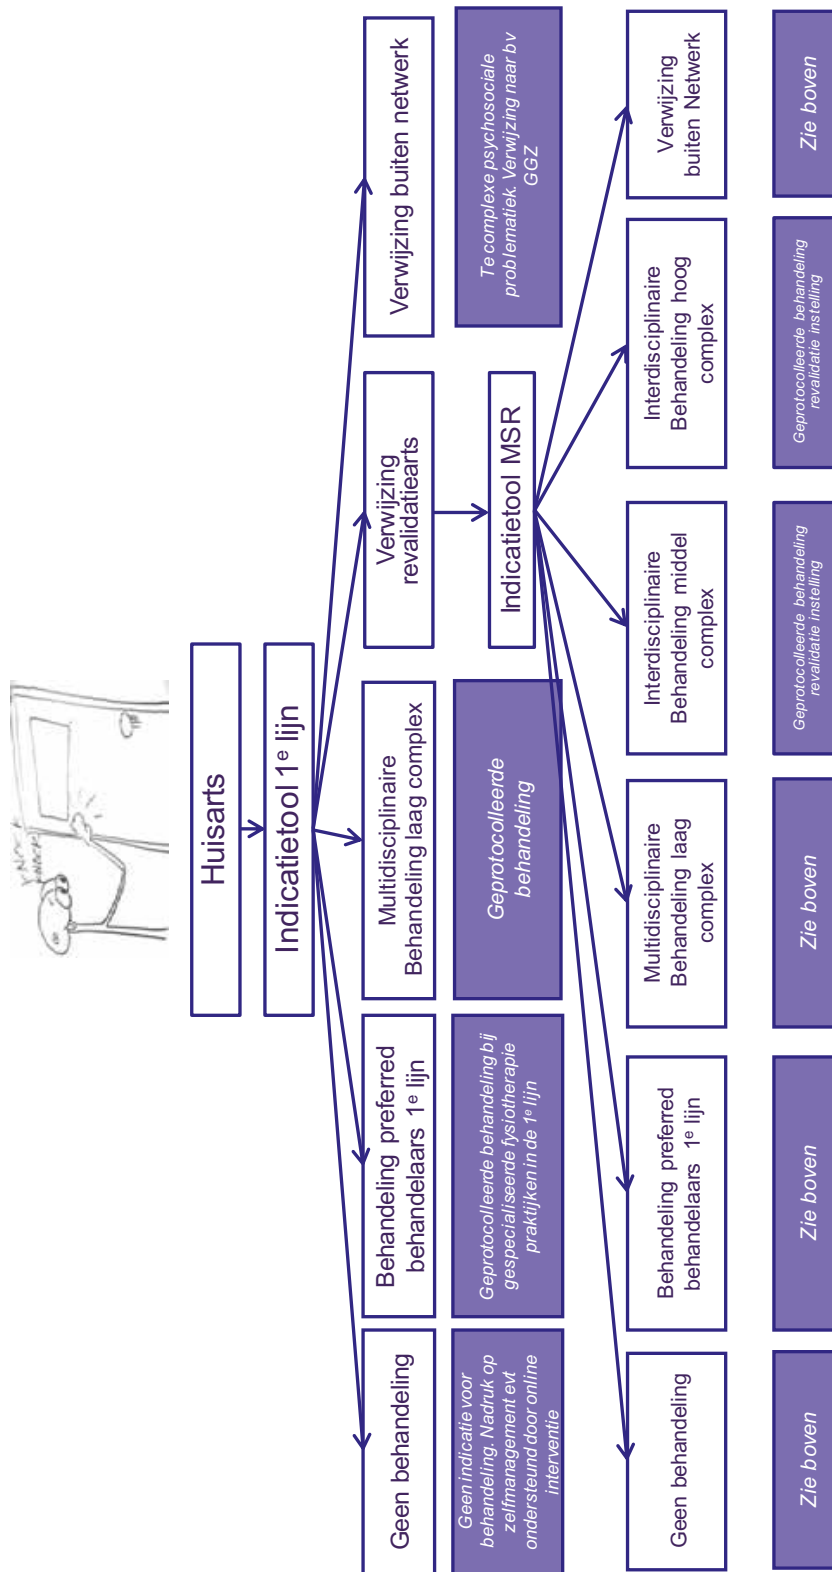 KNOCK
KNOCK
Huisarts
Indicatietool 1e lijn
Geen behandeling
Behandeling preferred
behandelaars 1e lijn
Multidisciplinaire
Behandeling laag complex
Verwijzing
revalidatiearts
Verwijzing buiten netwerk
Geen indicatie voor
behandeling. Nadruk op
zelfmanagement evt
ondersteund door online
interventie
Geprotocolleerde behandeling bij
gespecialiseerde fysiotherapie
praktijken in de 1e lijn
Geprotocolleerde
behandeling
Te complexe psychosociale
problematiek. Verwijzing naar bv
GGZ
Indicatietool MSR
Geen behandeling
Behandeling preferred
behandelaars 1e lijn
Multidisciplinaire
Behandeling laag
complex
Interdisciplinaire
Behandeling middel
complex
Interdisciplinaire
Behandeling hoog
complex
Verwijzing
buiten Netwerk
Zie boven
Zie boven
Zie boven
Geprotocolleerde behandeling
revalidatie instelling
Geprotocolleerde behandeling
revalidatie instelling
Zie boven